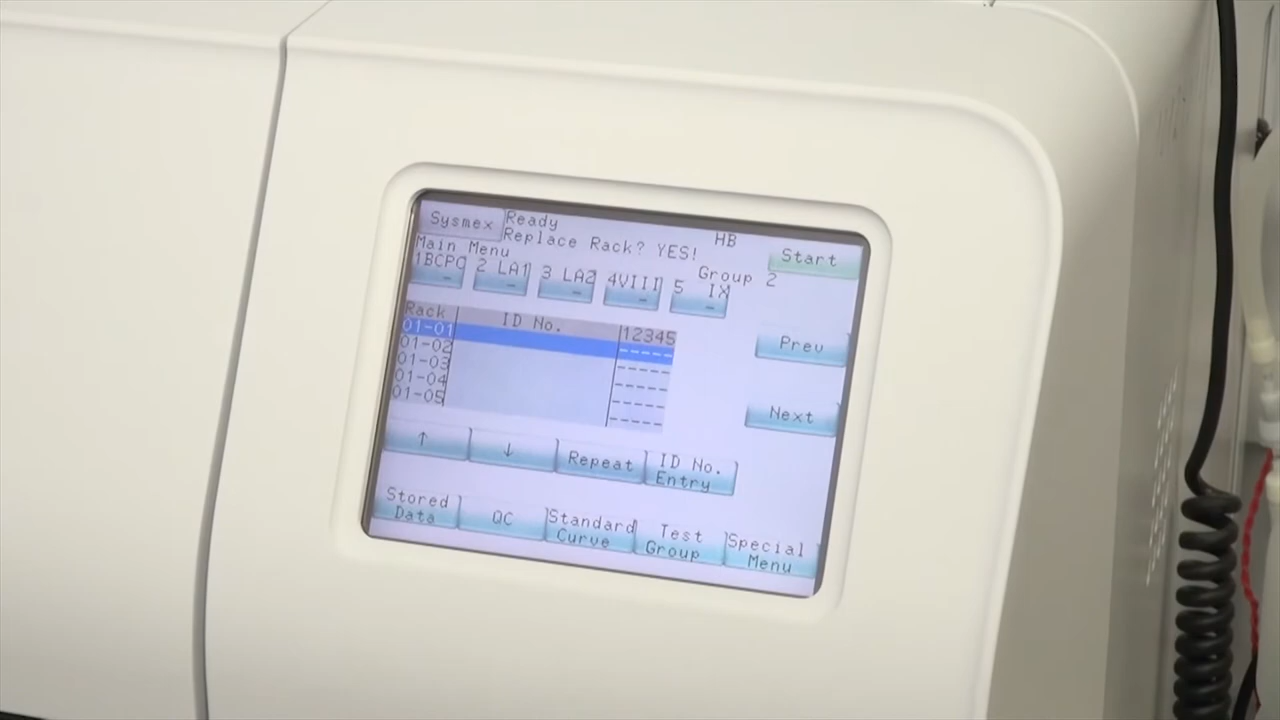 Sysmex Ready HB Start
Replace Rack? YES!
Main Menu Group 2
1BCPC 2 LA1 3 LA2 4VIII 5 IX
Rack ID No. 12345
01-01 -----
01-02 -----
01-03 -----
01-04 -----
01-05 -----
Prev
Next
↑ ↓ Repeat ID No. Entry
Stored Data QC Standard Curve Test Group Special Menu